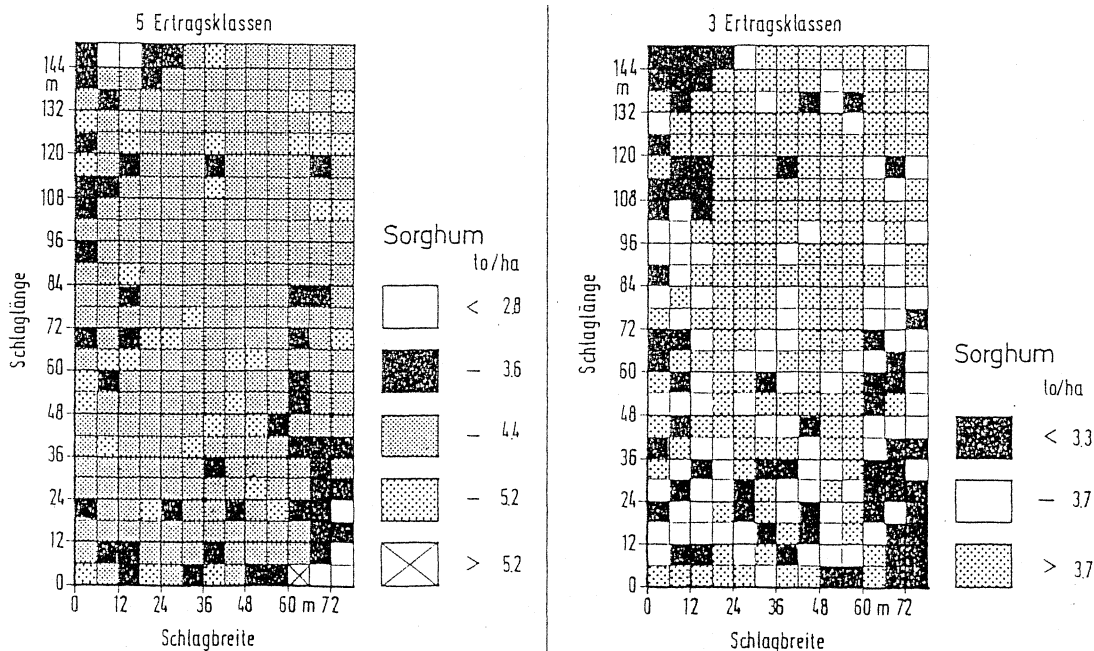 5 Ertragsklassen
144
m
132
120
108
96
84
72
60
48
36
24
12
0
Schlaglänge
0 12 24 36 48 60 m 72
Schlagbreite
Sorghum
to/ha
< 2.8
– 3.6
– 4.4
– 5.2
> 5.2
3 Ertragsklassen
144
m
132
120
108
96
84
72
60
48
36
24
12
0
Schlaglänge
0 12 24 36 48 60 m 72
Schlagbreite
Sorghum
to/ha
< 3.3
– 3.7
> 3.7